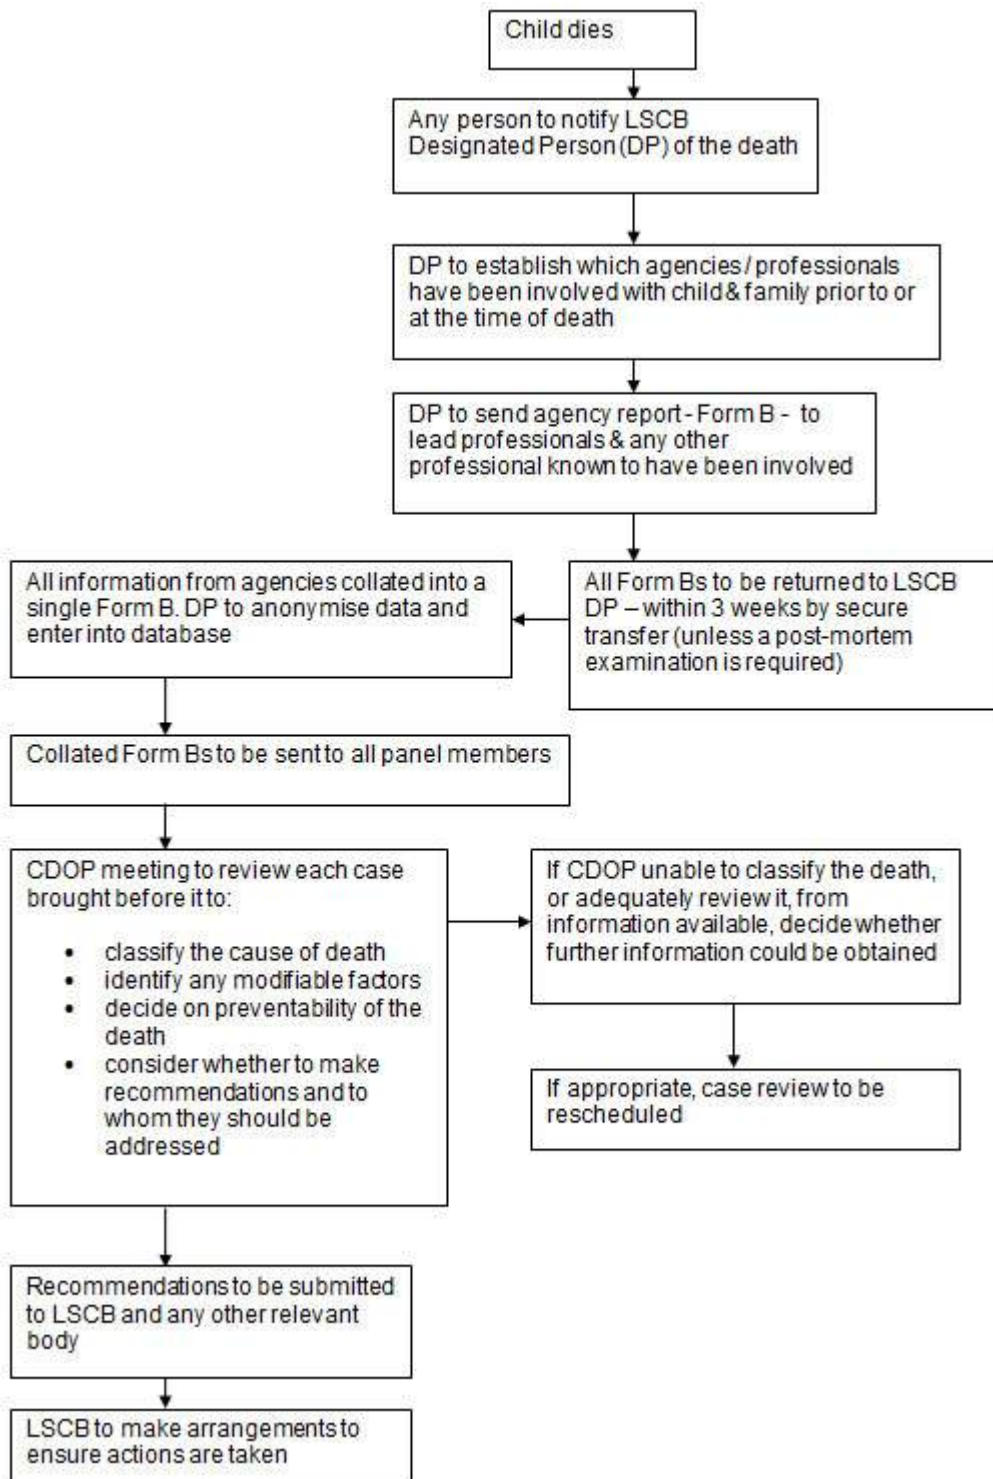 Child dies
Any person to notify LSCB
Designated Person (DP) of the death
DP to establish which agencies / professionals
have been involved with child & family prior to or
at the time of death
DP to send agency report - Form B - to
lead professionals & any other
professional known to have been involved
All Form Bs to be returned to LSCB
DP – within 3 weeks by secure
transfer (unless a post-mortem
examination is required)
All information from agencies collated into a
single Form B. DP to anonymise data and
enter into database
Collated Form Bs to be sent to all panel members
CDOP meeting to review each case
brought before it to:
• classify the cause of death
• identify any modifiable factors
• decide on preventability of the
death
• consider whether to make
recommendations and to
whom they should be
addressed
If CDOP unable to classify the death,
or adequately review it, from
information available, decide whether
further information could be obtained
If appropriate, case review to be
rescheduled
Recommendations to be submitted
to LSCB and any other relevant
body
LSCB to make arrangements to
ensure actions are taken